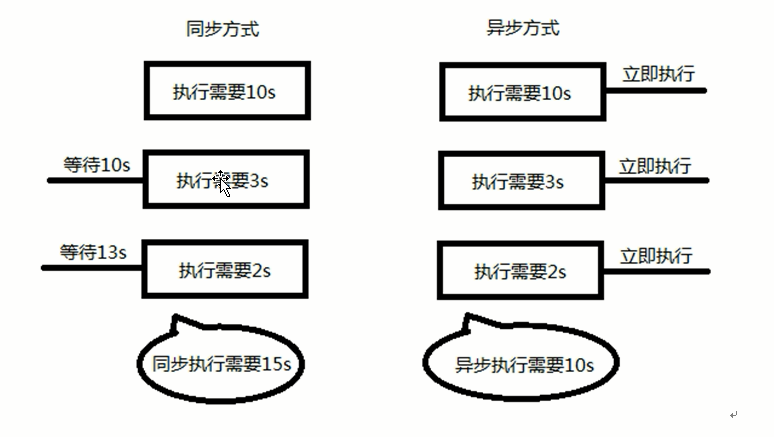 同步方式
异步方式
执行需要10s
执行需要10s
立即执行
等待10s
执行需要3s
执行需要3s
立即执行
等待13s
执行需要2s
执行需要2s
立即执行
同步执行需要15s
异步执行需要10s